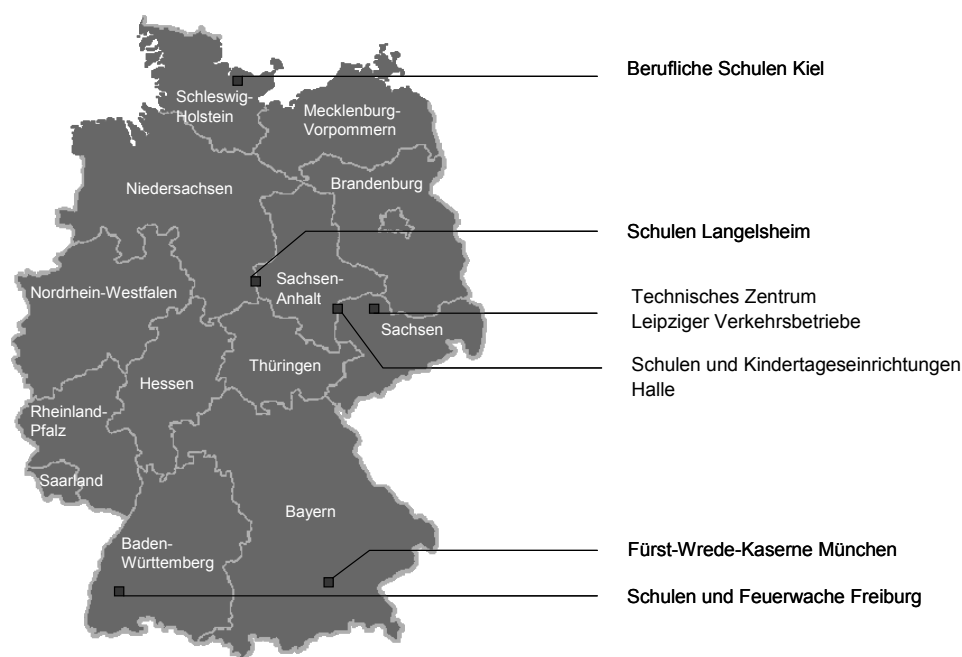 Berufliche Schulen Kiel
Schleswig-
Holstein
Mecklenburg-
Vorpommern
Niedersachsen
Brandenburg
Schulen Langelsheim
Nordrhein-Westfalen
Sachsen-
Anhalt
Technisches Zentrum
Leipziger Verkehrsbetriebe
Sachsen
Thüringen
Schulen und Kindertageseinrichtungen
Halle
Hessen
Rheinland-
Pfalz
Saarland
Bayern
Baden-
Württemberg
Fürst-Wrede-Kaserne München
Schulen und Feuerwache Freiburg